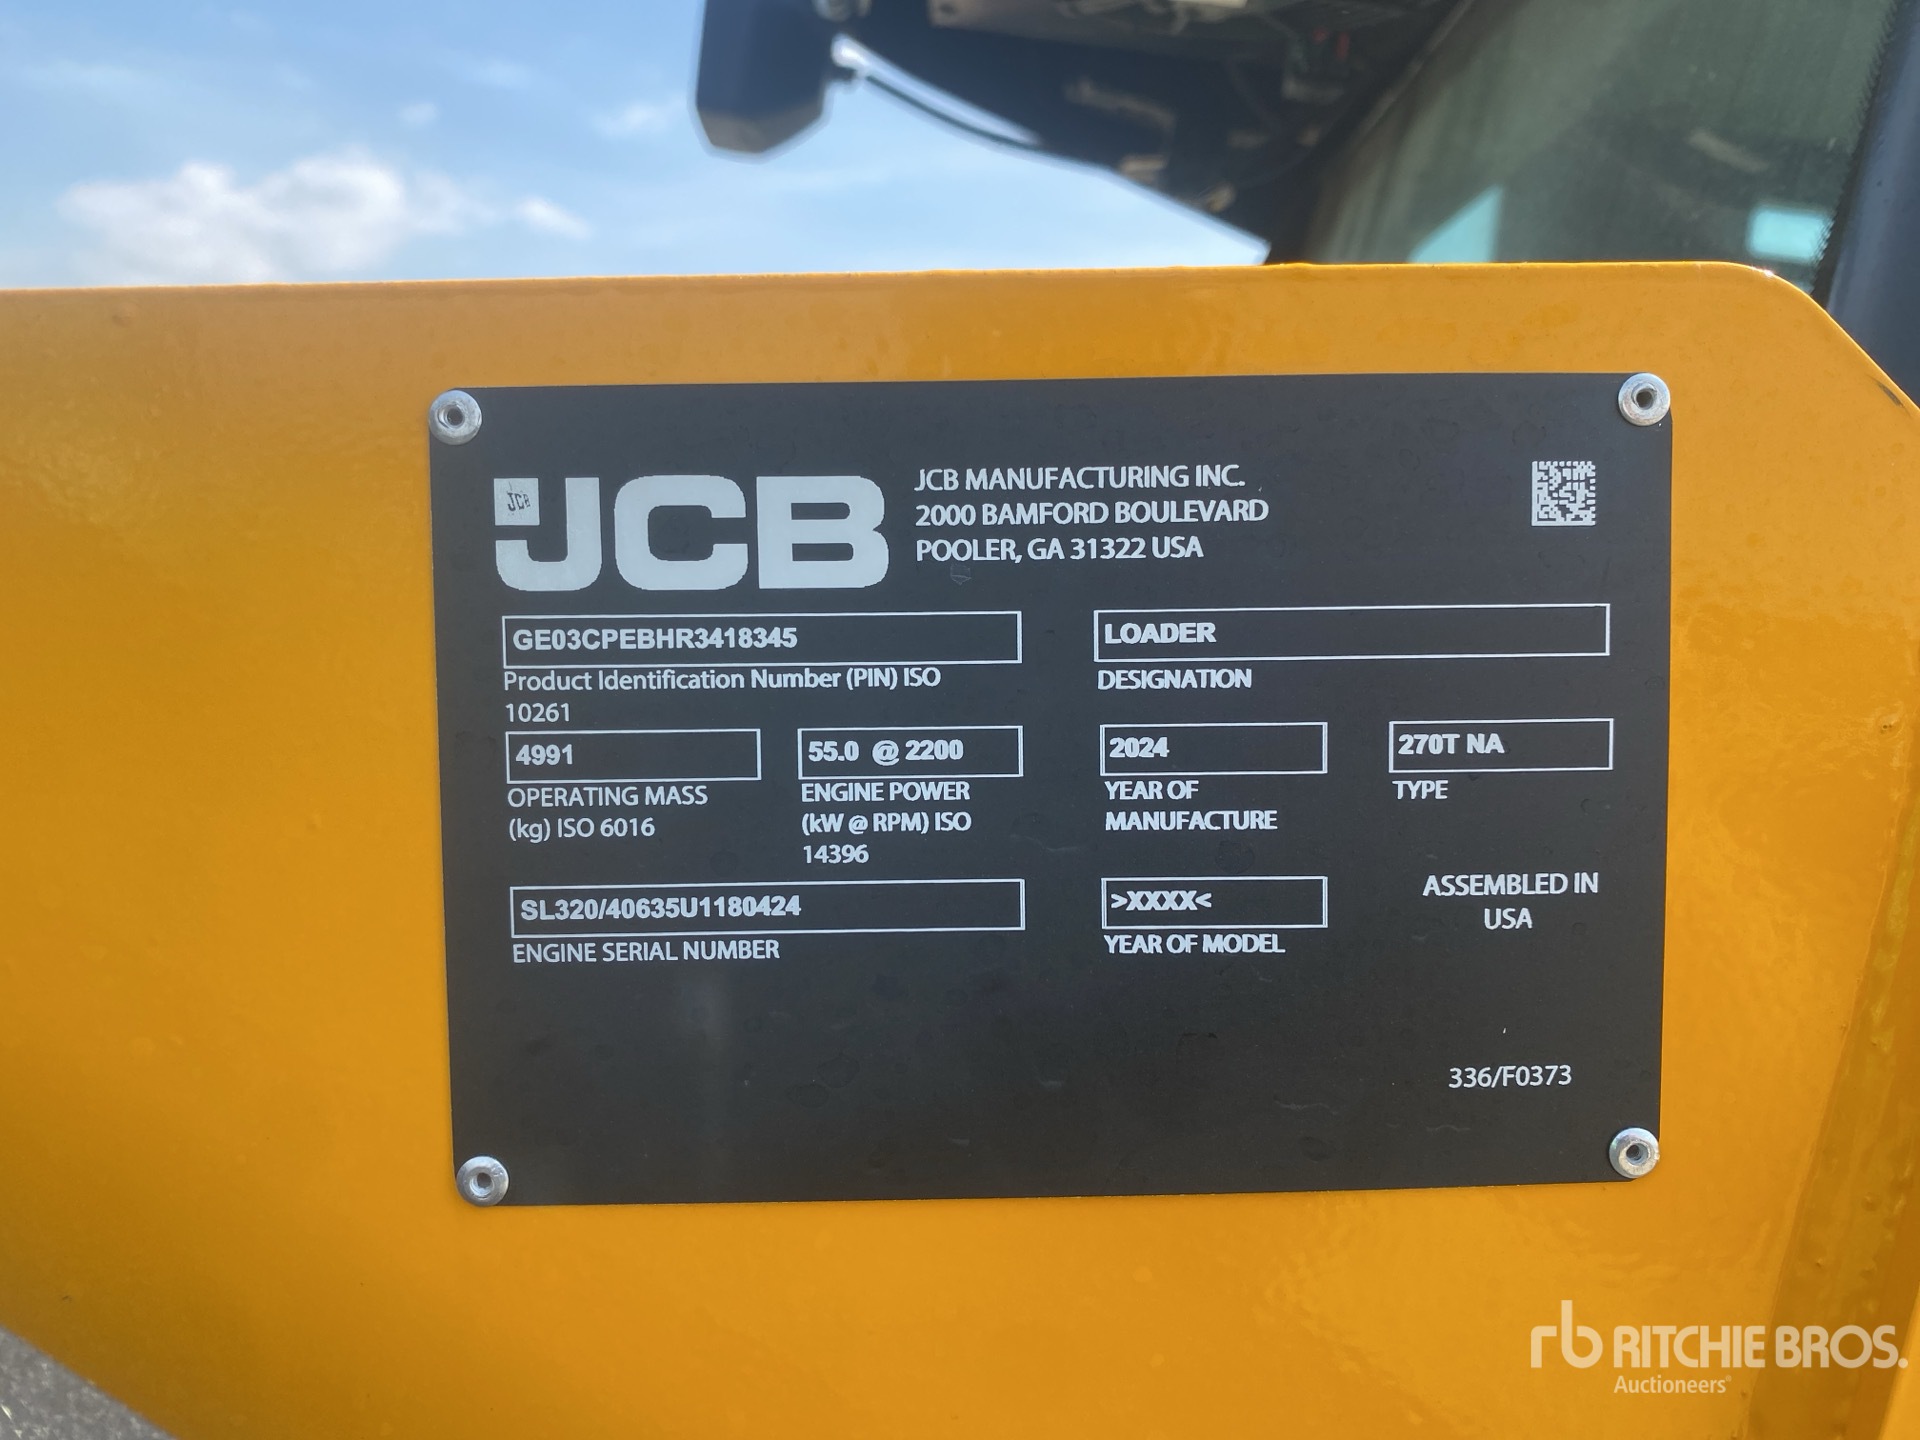 JCB
JCB
JCB MANUFACTURING INC.
2000 BAMFORD BOULEVARD
POOLER, GA 31322 USA
GE03CPEBHR3418345
Product Identification Number (PIN) ISO
10261
LOADER
DESIGNATION
4991
OPERATING MASS
(kg) ISO 6016
55.0 @ 2200
ENGINE POWER
(kW @ RPM) ISO
14396
2024
YEAR OF
MANUFACTURE
270T NA
TYPE
SL320/40635U1180424
ENGINE SERIAL NUMBER
>XXXX<
YEAR OF MODEL
ASSEMBLED IN
USA
336/F0373
rb RITCHIE BROS.
Auctioneers